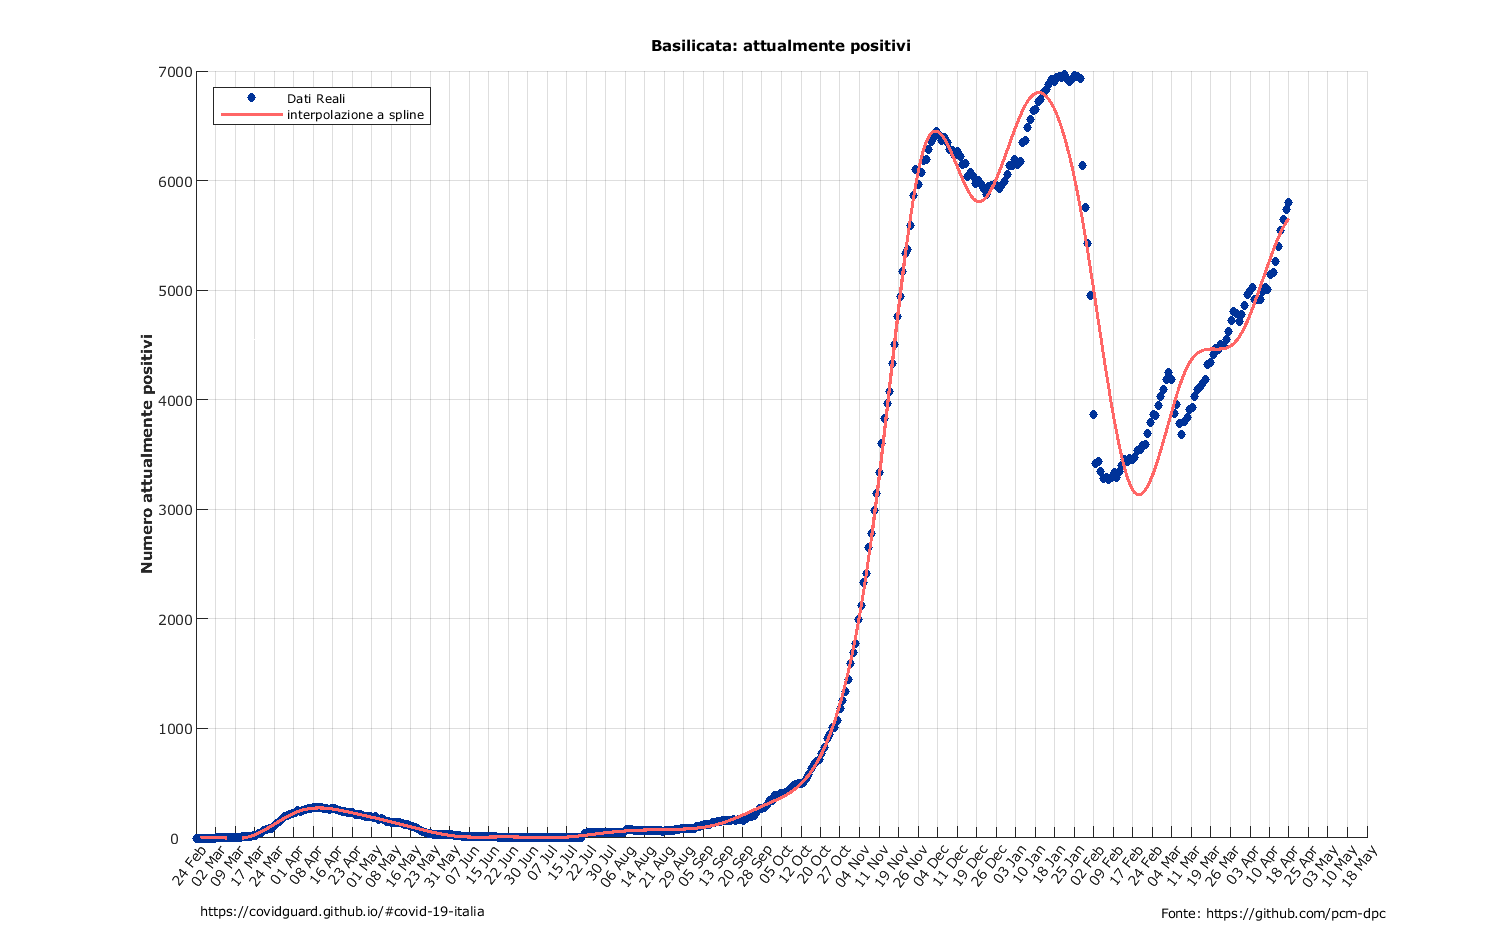 Basilicata: attualmente positivi
Dati Reali
interpolazione a spline
Numero attualmente positivi
7000
6000
5000
4000
3000
2000
1000
0
24 Feb
02 Mar
09 Mar
17 Mar
24 Mar
01 Apr
08 Apr
16 Apr
23 Apr
01 May
08 May
16 May
23 May
31 May
07 Jun
15 Jun
22 Jun
30 Jun
07 Jul
15 Jul
22 Jul
30 Jul
06 Aug
14 Aug
21 Aug
29 Aug
05 Sep
13 Sep
20 Sep
28 Sep
05 Oct
12 Oct
20 Oct
27 Oct
04 Nov
11 Nov
19 Nov
26 Nov
04 Dec
11 Dec
19 Dec
26 Dec
03 Jan
10 Jan
18 Jan
25 Jan
02 Feb
09 Feb
17 Feb
24 Feb
04 Mar
11 Mar
19 Mar
26 Mar
03 Apr
10 Apr
18 Apr
25 Apr
03 May
10 May
18 May
https://covidguard.github.io/#covid-19-italia
Fonte: https://github.com/pcm-dpc